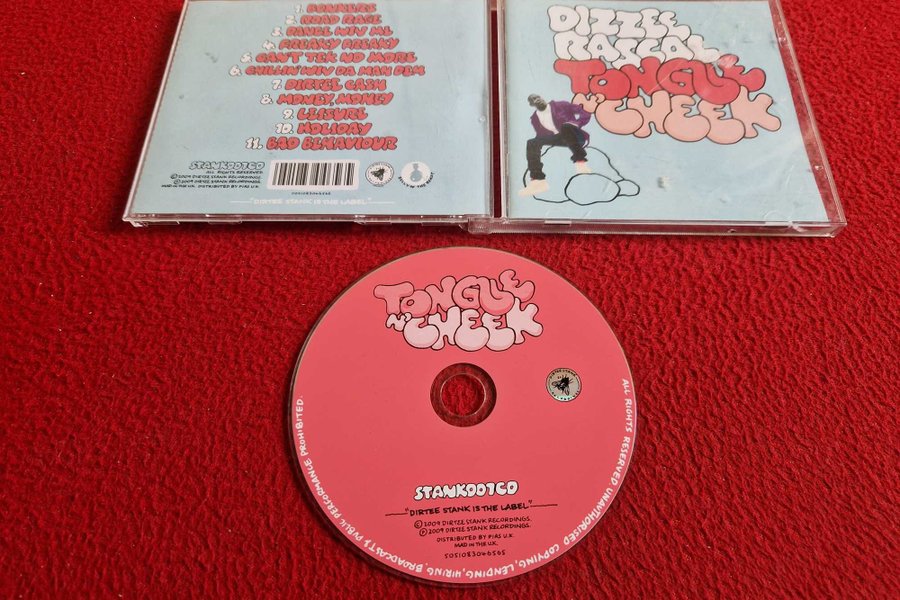 1. BONKERS
2. ROAD RAGE
3. DANCE WIV ME
4. FREAKY FREAKY
5. CAN'T TEK NO MORE
6. CHILLIN' WIV DA MAN DEM
7. DIRTEE CASH
8. MONEY, MONEY
9. LEISURE
10. HOLIDAY
11. BAD BEHAVIOUR
STANK007CD
ALL RIGHTS RESERVED
© 2009 DIRTEE STANK RECORDINGS.
℗ 2009 DIRTEE STANK RECORDINGS.
MAD IN THE U.K. DISTRIBUTED BY PIAS U.K.
"DIRTEE STANK IS THE LABEL"
DIZZEE
RASCAL
TONGUE
N' CHEEK
TONGUE
N' CHEEK
STANK007CD
"DIRTEE STANK IS THE LABEL"
© 2009 DIRTEE STANK RECORDINGS.
℗ 2009 DIRTEE STANK RECORDINGS.
DISTRIBUTED BY PIAS U.K.
MAD IN THE U.K.
5051083046565
ALL RIGHTS RESERVED UNAUTHORISED COPYING, LENDING, HIRING, BROADCAST & PUBLIC PERFORMANCE PROHIBITED.